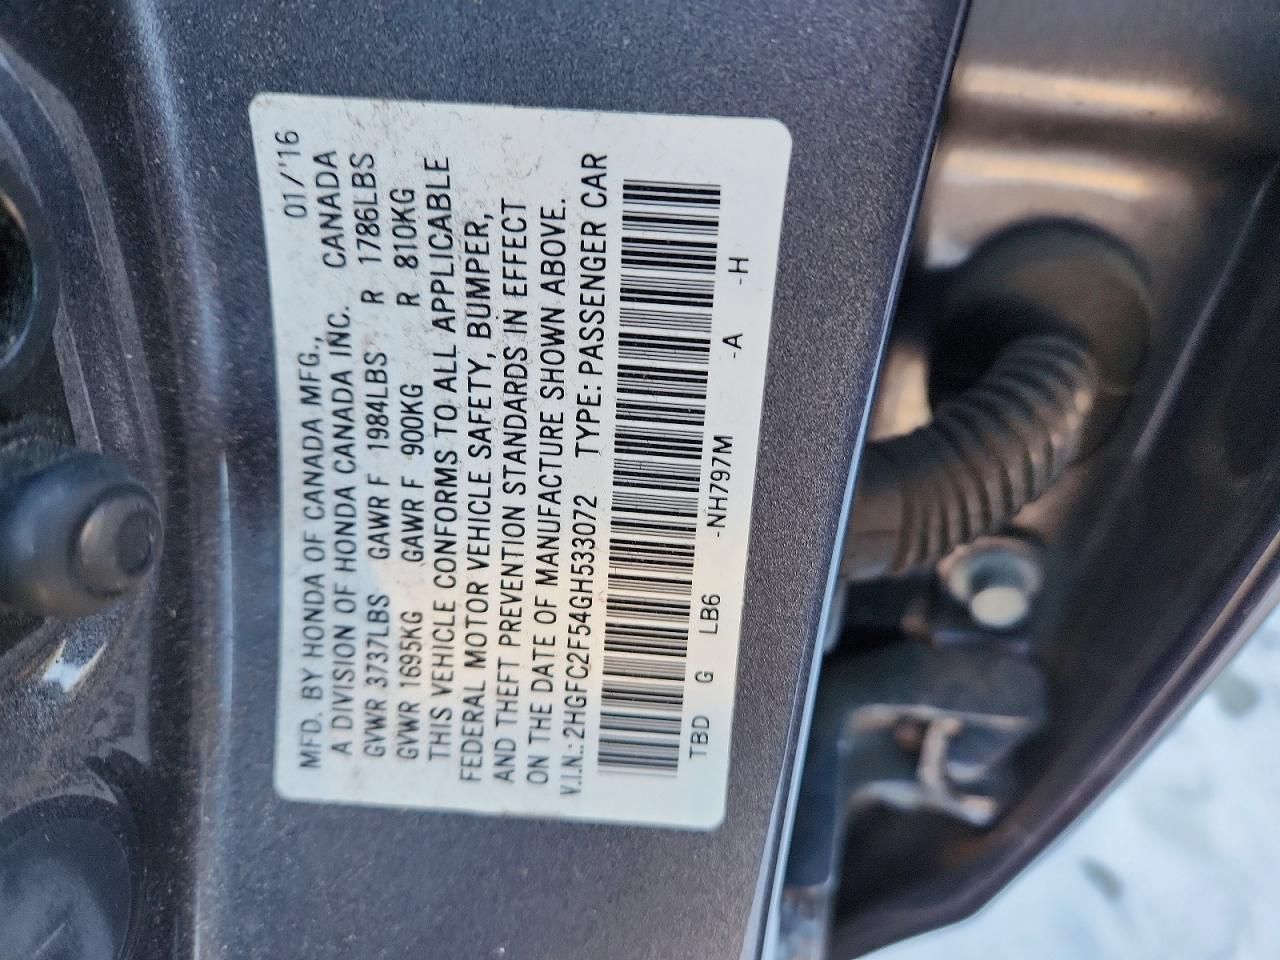 MFD. BY HONDA OF CANADA MFG., 01/'16
A DIVISION OF HONDA CANADA INC. CANADA
GVWR 3737LBS GAWR F 1984LBS R 1786LBS
GVWR 1695KG GAWR F 900KG R 810KG
THIS VEHICLE CONFORMS TO ALL APPLICABLE
FEDERAL MOTOR VEHICLE SAFETY, BUMPER,
AND THEFT PREVENTION STANDARDS IN EFFECT
ON THE DATE OF MANUFACTURE SHOWN ABOVE.
V.I.N.: 2HGFC2F54GH533072 TYPE: PASSENGER CAR
TBD G LB6 -NH797M -A -H